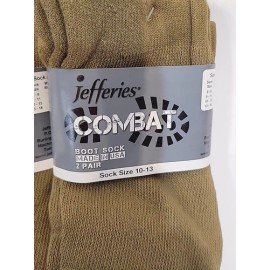 jefferies
COMBAT
BOOT SOCK
MADE IN USA
2 PAIR
Sock Size 10-13